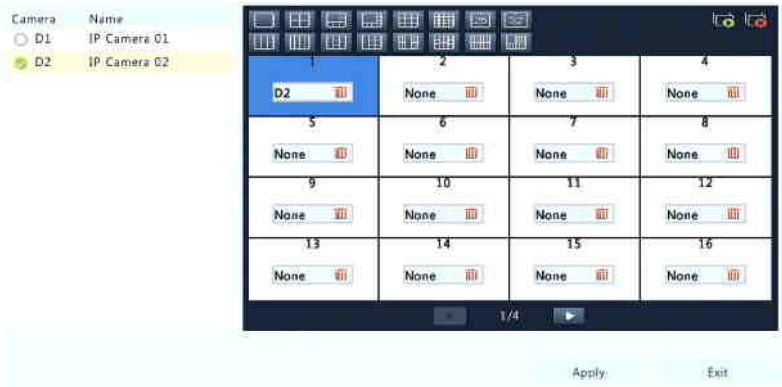 Camera Name
D1 IP Camera 01
D2 IP Camera 02
1 2 3 4
D2 None None None
5 6 7 8
None None None None
9 10 11 12
None None None None
13 14 15 16
None None None None
1/4
Apply Exit